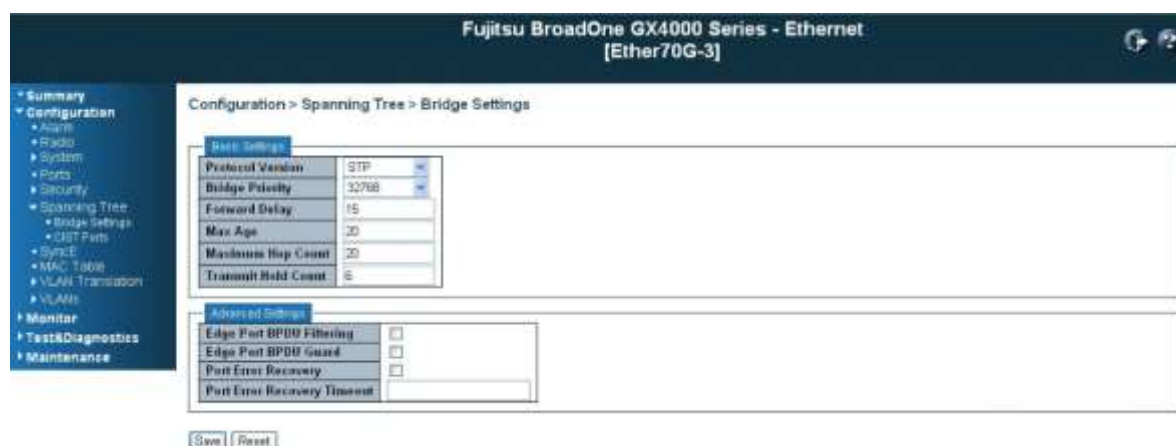 Fujitsu BroadOne GX4000 Series - Ethernet
[Ether70G-3]
Summary
Configuration
Alarm
Radio
System
Ports
Security
Spanning Tree
Bridge Settings
CIST Ports
SyncE
MAC Table
VLAN Translation
VLANs
Monitor
Test&Diagnostics
Maintenance
Configuration > Spanning Tree > Bridge Settings
Basic Settings
Protocol Version STP
Bridge Priority 32768
Forward Delay 15
Max Age 20
Maximum Hop Count 20
Transmit Hold Count 6
Advanced Settings
Edge Port BPDU Filtering
Edge Port BPDU Guard
Port Error Recovery
Port Error Recovery Timeout
Save Reset